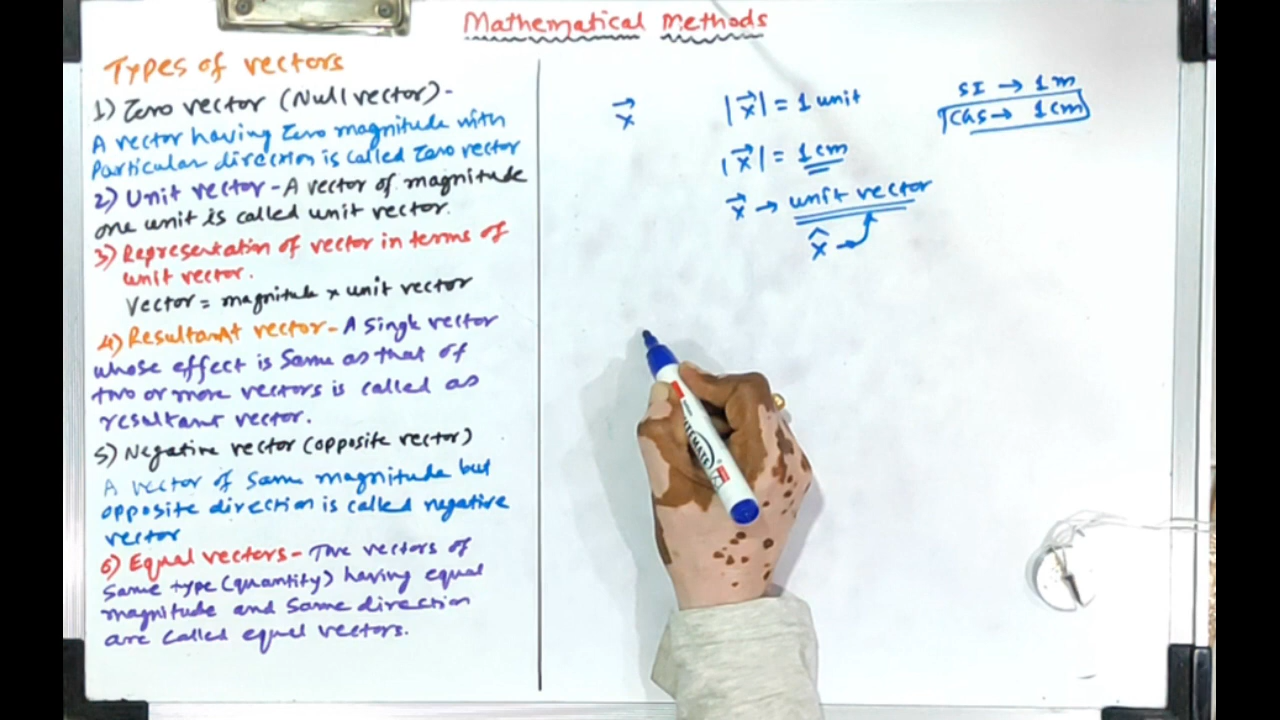 Mathematical Methods
Types of vectors
1) Zero vector (Null vector) -
A vector having zero magnitude with
Particular direction is called zero vector
2) Unit vector - A vector of magnitude
one unit is called unit vector.
3) Representation of vector in terms of
unit vector.
Vector = magnitude x unit vector
4) Resultant vector - A single vector
whose effect is same as that of
two or more vectors is called as
resultant vector.
5) Negative vector (opposite vector)
A vector of same magnitude but
opposite direction is called negative
vector
6) Equal vectors - Two vectors of
same type (quantity) having equal
magnitude and same direction
are called equal vectors.
x⃗ |x⃗| = 1 unit
|x⃗| = 1 cm
x⃗ → unit vector
x̂ →
SI → 1 m
CGS → 1 cm